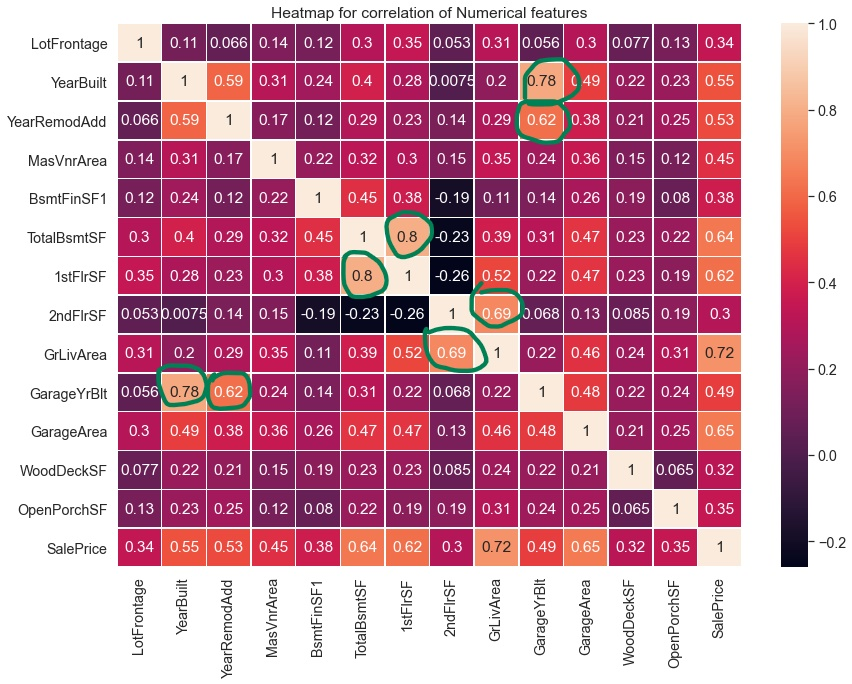 Heatmap for correlation of Numerical features
LotFrontage 1 0.11 0.066 0.14 0.12 0.3 0.35 0.053 0.31 0.056 0.3 0.077 0.13 0.34
YearBuilt 0.11 1 0.59 0.31 0.24 0.4 0.28 0.0075 0.2 0.78 0.49 0.22 0.23 0.55
YearRemodAdd 0.066 0.59 1 0.17 0.12 0.29 0.23 0.14 0.29 0.62 0.38 0.21 0.25 0.53
MasVnrArea 0.14 0.31 0.17 1 0.22 0.32 0.3 0.15 0.35 0.24 0.36 0.15 0.12 0.45
BsmtFinSF1 0.12 0.24 0.12 0.22 1 0.45 0.38 -0.19 0.11 0.14 0.26 0.19 0.08 0.38
TotalBsmtSF 0.3 0.4 0.29 0.32 0.45 1 0.8 -0.23 0.39 0.31 0.47 0.23 0.22 0.64
1stFlrSF 0.35 0.28 0.23 0.3 0.38 0.8 1 -0.26 0.52 0.22 0.47 0.23 0.19 0.62
2ndFlrSF 0.053 0.0075 0.14 0.15 -0.19 -0.23 -0.26 1 0.69 0.068 0.13 0.085 0.19 0.3
GrLivArea 0.31 0.2 0.29 0.35 0.11 0.39 0.52 0.69 1 0.22 0.46 0.24 0.31 0.72
GarageYrBlt 0.056 0.78 0.62 0.24 0.14 0.31 0.22 0.068 0.22 1 0.48 0.22 0.24 0.49
GarageArea 0.3 0.49 0.38 0.36 0.26 0.47 0.47 0.13 0.46 0.48 1 0.21 0.25 0.65
WoodDeckSF 0.077 0.22 0.21 0.15 0.19 0.23 0.23 0.085 0.24 0.22 0.21 1 0.065 0.32
OpenPorchSF 0.13 0.23 0.25 0.12 0.08 0.22 0.19 0.19 0.31 0.24 0.25 0.065 1 0.35
SalePrice 0.34 0.55 0.53 0.45 0.38 0.64 0.62 0.3 0.72 0.49 0.65 0.32 0.35 1
LotFrontage
YearBuilt
YearRemodAdd
MasVnrArea
BsmtFinSF1
TotalBsmtSF
1stFlrSF
2ndFlrSF
GrLivArea
GarageYrBlt
GarageArea
WoodDeckSF
OpenPorchSF
SalePrice
1.0
0.8
0.6
0.4
0.2
0.0
−0.2